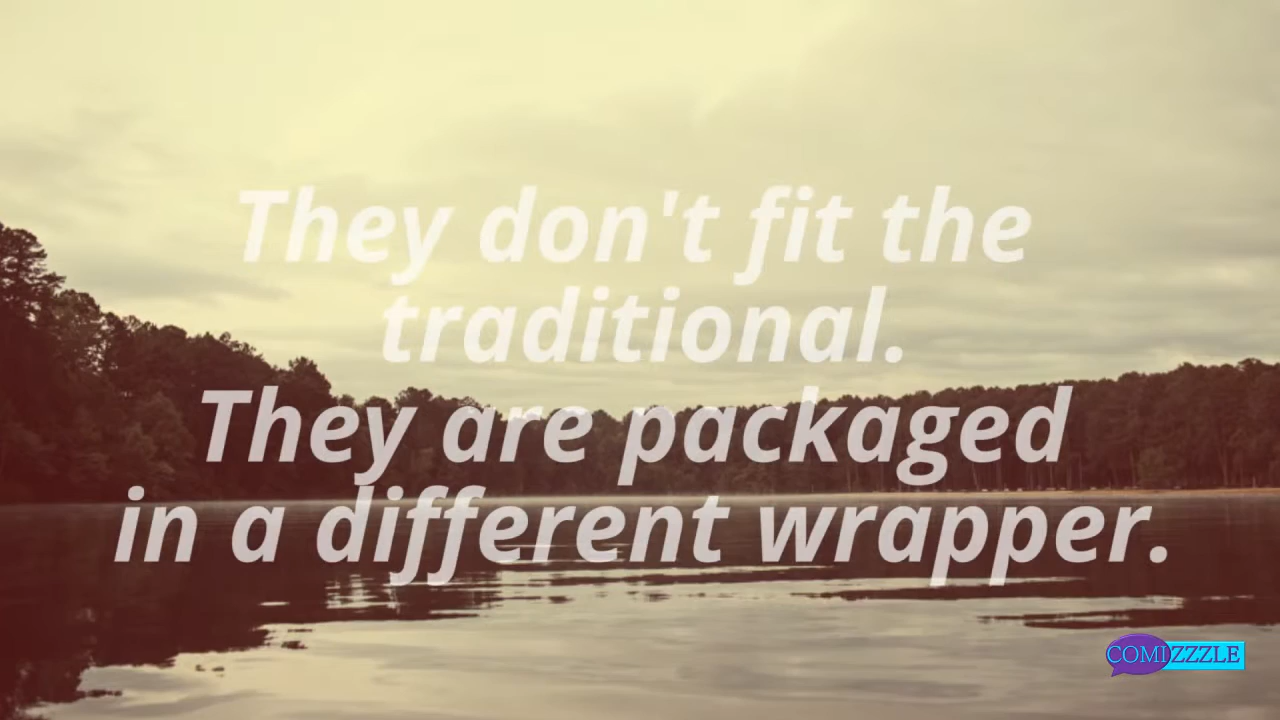 They don't fit the
traditional.
They are packaged
in a different wrapper.
COMIZZZLE